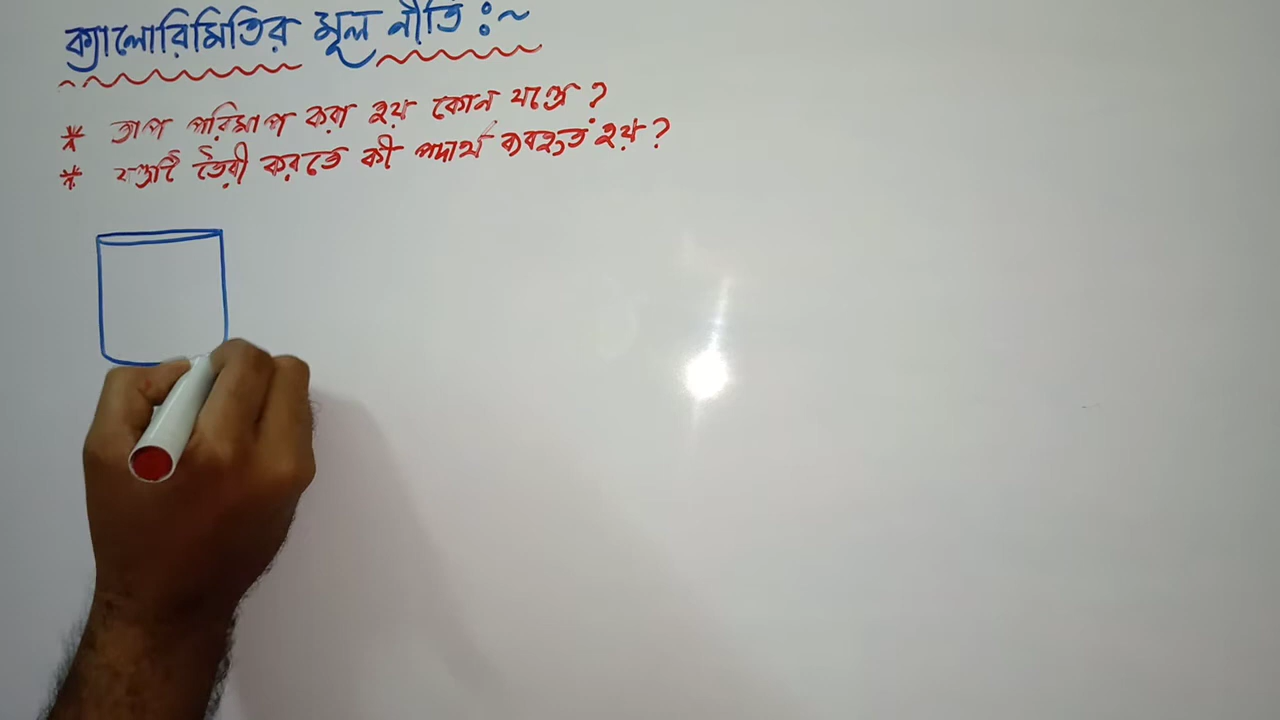 ক্যালোরিমিতির মূল নীতি :~
* তাপ পরিমাপ করা হয় কোন যন্ত্রে ?
* যন্ত্রটি তৈরী করতে কী পদার্থ ব্যবহৃত হয় ?